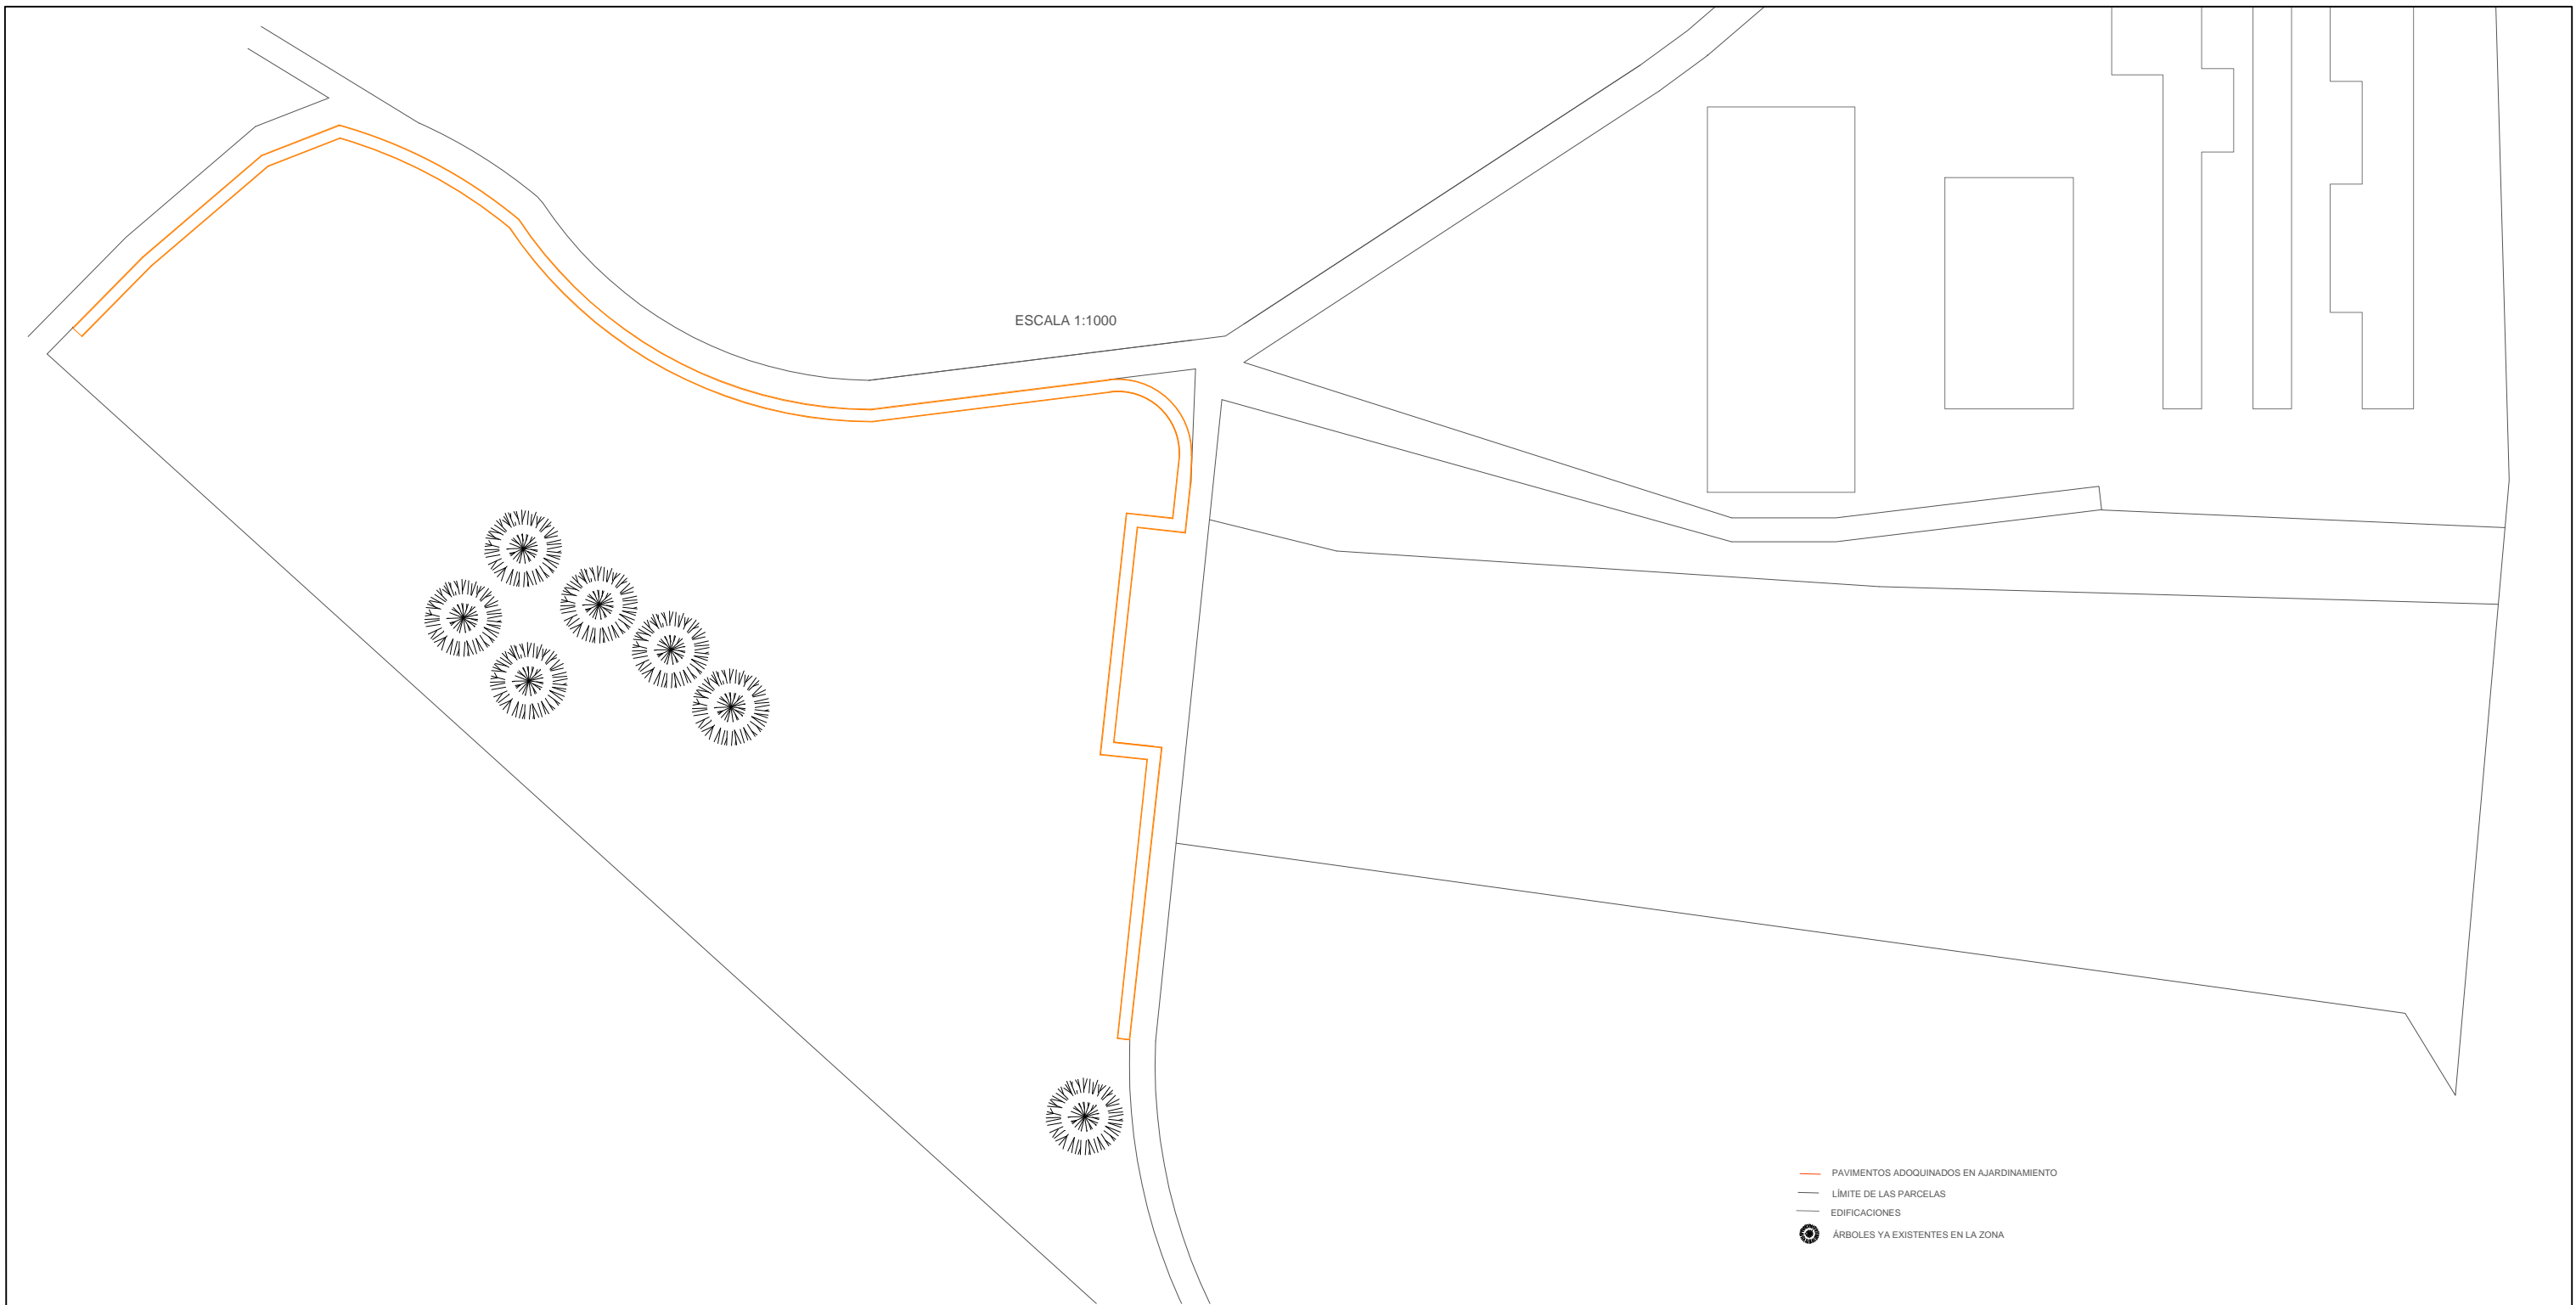 ESCALA 1:1000
PAVIMENTOS ADOQUINADOS EN AJARDINAMIENTO
LÍMITE DE LAS PARCELAS
EDIFICACIONES
ÁRBOLES YA EXISTENTES EN LA ZONA